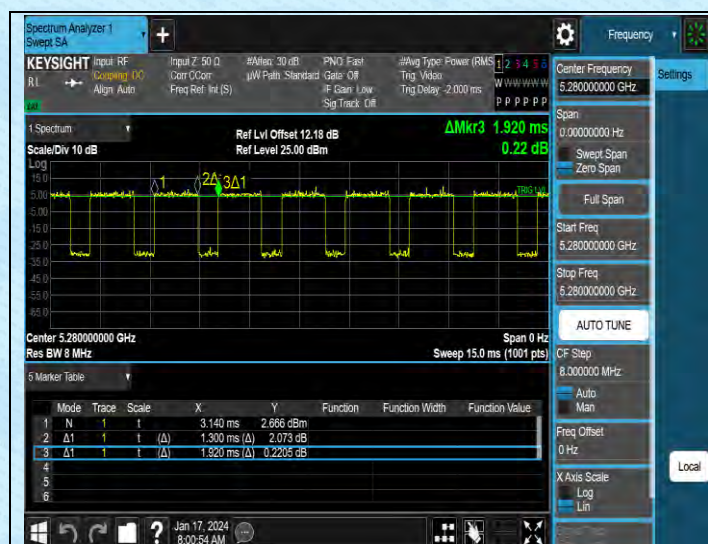 Spectrum Analyzer 1
Swept SA
Frequency
KEYSIGHT
Input: RF
Coupling: DC
Align: Auto
Input Z: 50 Ω
Corr CCorr
Freq Ref: Int (S)
#Atten: 30 dB
µW Path: Standard
PNO: Fast
Gate: Off
IF Gain: Low
Sig Track: Off
#Avg Type: Power (RMS
Trig: Video
Trig Delay: -2.000 ms
1 2 3 4 5 6
W W W W W W
P P P P P P
Center Frequency
5.280000000 GHz
Settings
Span
0.00000000 Hz
Swept Span
Zero Span
Full Span
Start Freq
5.280000000 GHz
Stop Freq
5.280000000 GHz
AUTO TUNE
CF Step
8.000000 MHz
Auto
Man
Freq Offset
0 Hz
X Axis Scale
Log
Lin
Local
1 Spectrum
Scale/Div 10 dB
Ref Lvl Offset 12.18 dB
Ref Level 25.00 dBm
ΔMkr3 1.920 ms
0.22 dB
Log
15.0
5.00
-5.00
-15.0
-25.0
-35.0
-45.0
-55.0
-65.0
1
2Δ1
3Δ1
Center 5.280000000 GHz
Span 0 Hz
Res BW 8 MHz
Sweep 15.0 ms (1001 pts)
5 Marker Table
Mode Trace Scale X Y Function Function Width Function Value
1 N 1 t 3.140 ms 2.666 dBm
2 Δ1 1 t (Δ) 1.300 ms (Δ) 2.073 dB
3 Δ1 1 t (Δ) 1.920 ms (Δ) 0.2205 dB
4
5
6
Jan 17, 2024
8:00:54 AM